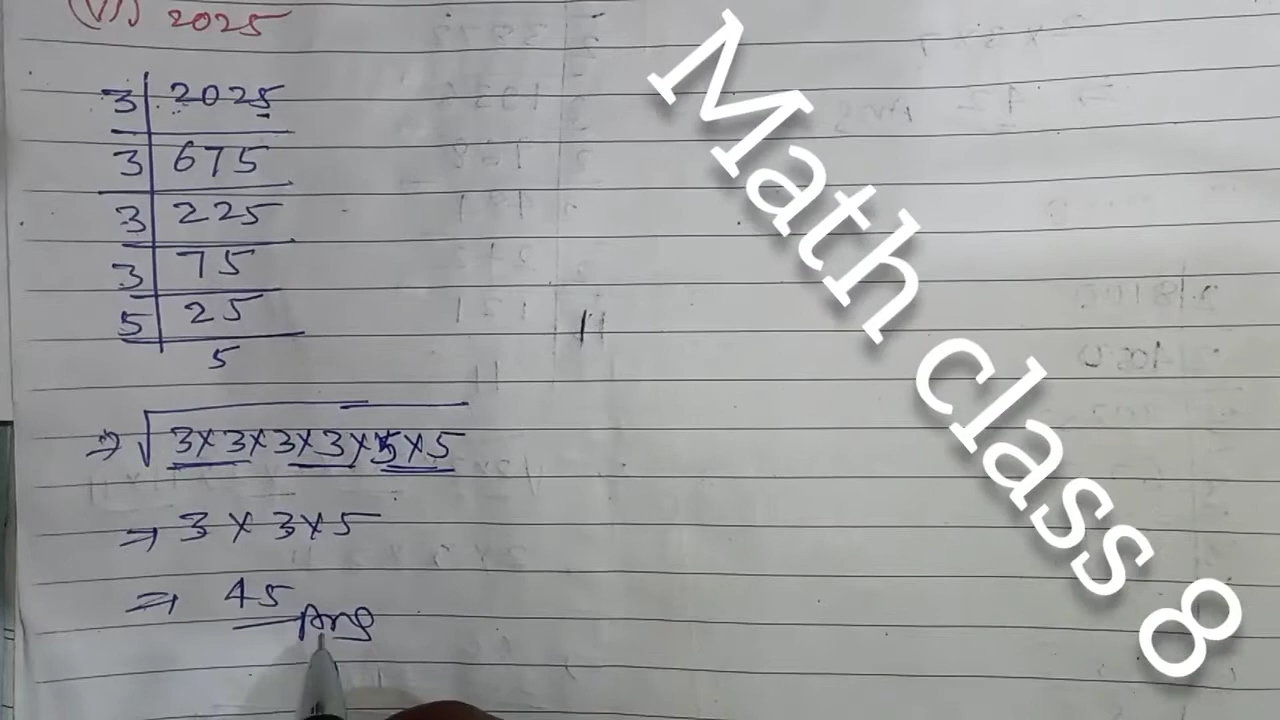 (VI) 2025
3 | 2025
3 | 675
3 | 225
3 | 75
5 | 25
5
⇒ √3×3×3×3×5×5
⇒ 3×3×5
⇒ 45 Ans
Math class 8